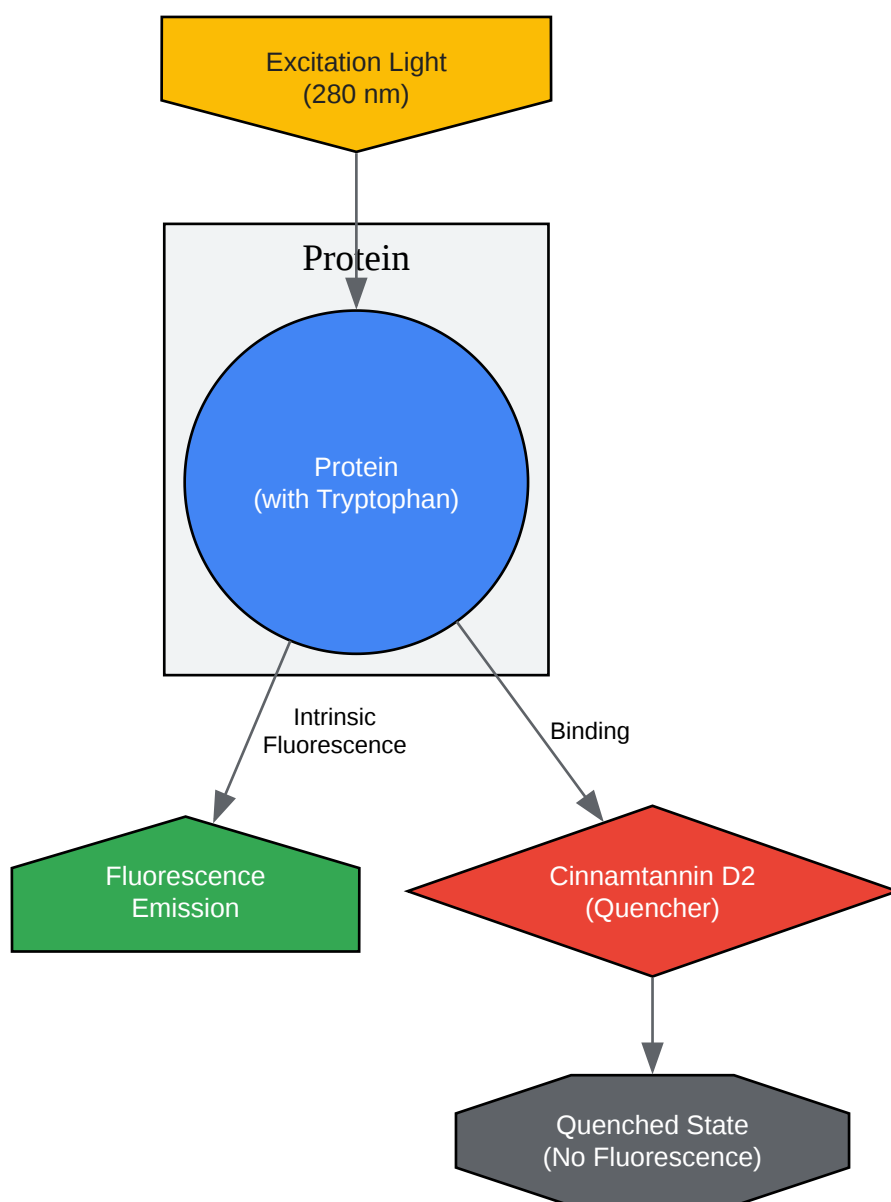 Excitation Light
(280 nm)
Protein
Protein
(with Tryptophan)
Intrinsic
Fluorescence
Binding
Fluorescence
Emission
Cinnamtannin D2
(Quencher)
Quenched State
(No Fluorescence)